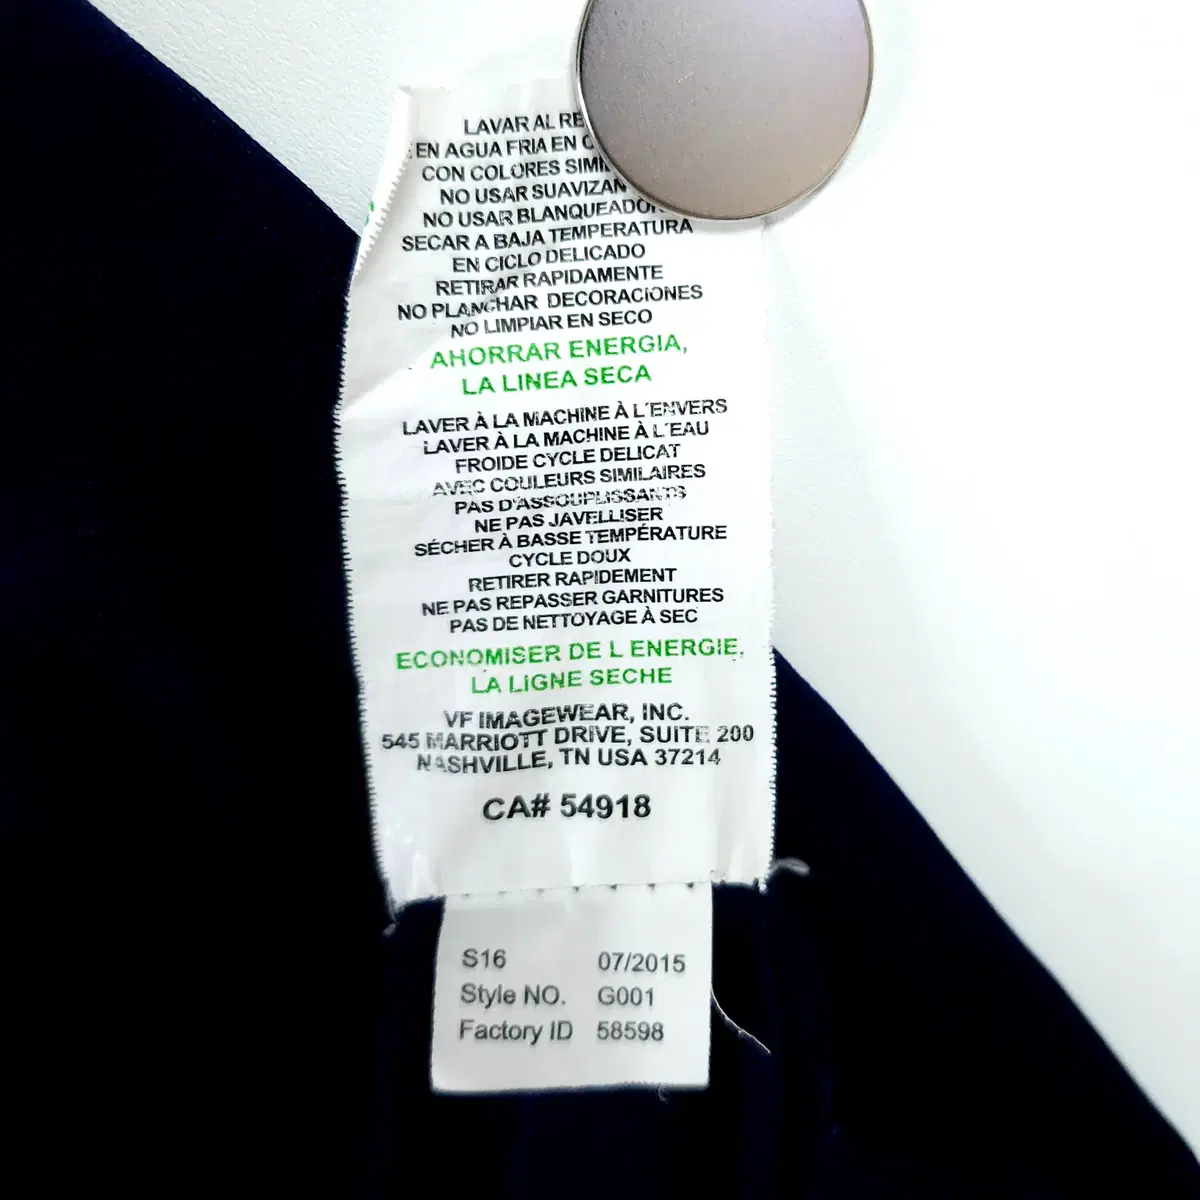 LAVAR AL
EN AGUA FRIA EN
CON COLORES
NO USAR
NO USAR
SECAR A BAJA TEMPERATURA
EN CICLO DELICADO
RETIRAR RAPIDAMENTE
NO PLANCHAR DECORACIONES
NO LIMPIAR EN SECO
AHORRAR ENERGIA,
LA LINEA SECA
LAVER À LA MACHINE À L´ENVERS
LAVER À LA MACHINE À L´EAU
FROIDE CYCLE DELICAT
AVEC COULEURS SIMILAIRES
PAS D'ASSOUPLISSANTS
NE PAS JAVELLISER
SÉCHER À BASSE TEMPÉRATURE
CYCLE DOUX
RETIRER RAPIDEMENT
NE PAS REPASSER GARNITURES
PAS DE NETTOYAGE À SEC
ECONOMISER DE L ENERGIE,
LA LIGNE SECHE
VF IMAGEWEAR, INC.
545 MARRIOTT DRIVE, SUITE 200
NASHVILLE, TN USA 37214
CA# 54918
S16 07/2015
Style NO. G001
Factory ID 58598